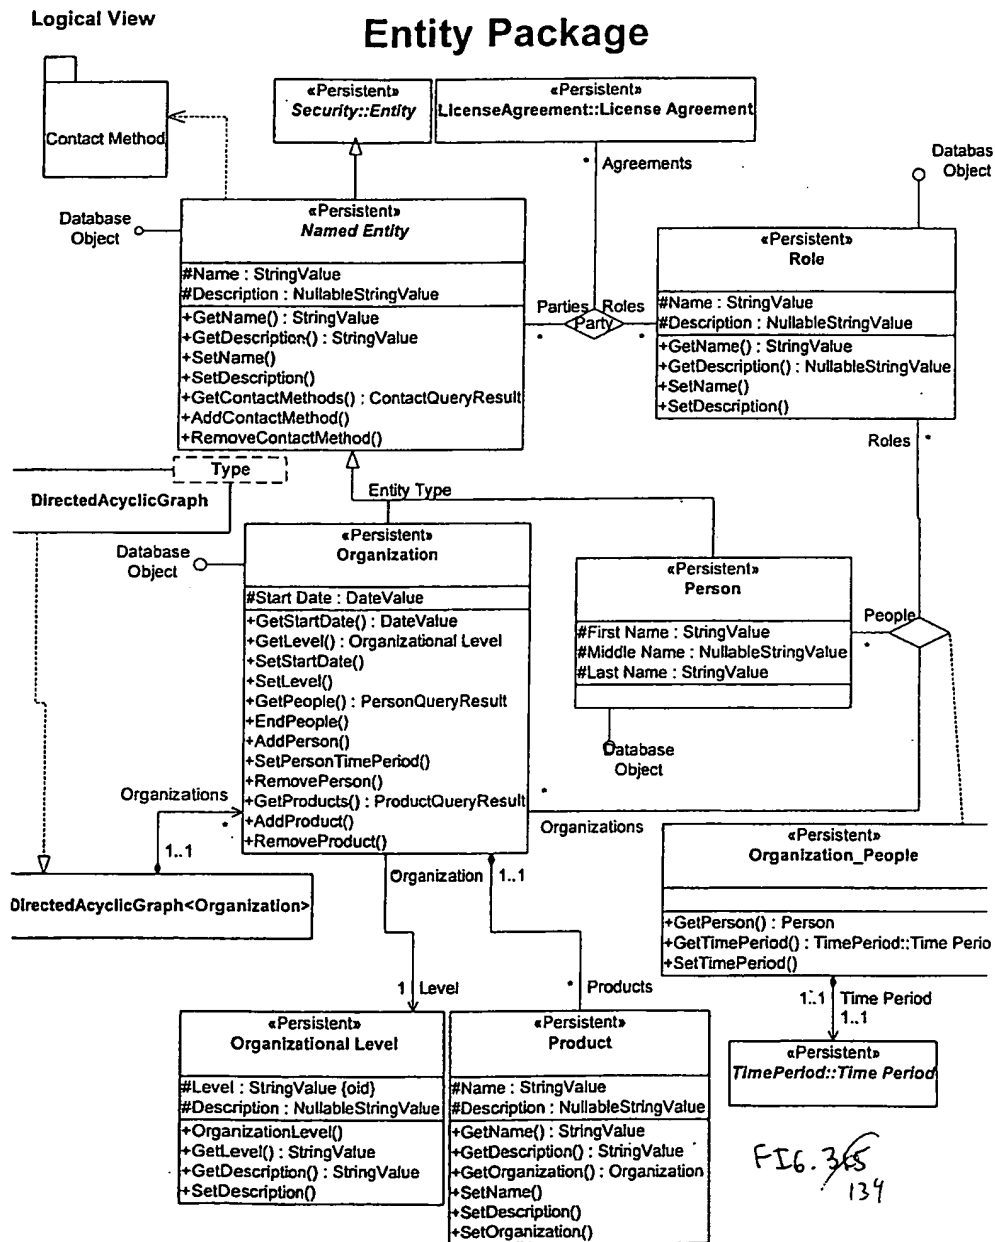 Logical View
Entity Package
Contact Method
«Persistent»
Security::Entity
«Persistent»
LicenseAgreement::License Agreement
* Agreements
Databas
Object
Database
Object
«Persistent»
Named Entity
#Name : StringValue
#Description : NullableStringValue
+GetName() : StringValue
+GetDescription() : StringValue
+SetName()
+SetDescription()
+GetContactMethods() : ContactQueryResult
+AddContactMethod()
+RemoveContactMethod()
Parties Roles
Party
* *
«Persistent»
Role
#Name : StringValue
#Description : NullableStringValue
+GetName() : StringValue
+GetDescription() : NullableStringValue
+SetName()
+SetDescription()
Roles *
Type
DirectedAcyclicGraph
Entity Type
Database
Object
«Persistent»
Organization
#Start Date : DateValue
+GetStartDate() : DateValue
+GetLevel() : Organizational Level
+SetStartDate()
+SetLevel()
+GetPeople() : PersonQueryResult
+EndPeople()
+AddPerson()
+SetPersonTimePeriod()
+RemovePerson()
+GetProducts() : ProductQueryResult
+AddProduct()
+RemoveProduct()
«Persistent»
Person
#First Name : StringValue
#Middle Name : NullableStringValue
#Last Name : StringValue
Database
Object
People
*
Organizations
*
1..1
*
Organizations
DirectedAcyclicGraph<Organization>
Organization 1..1
«Persistent»
Organization_People
+GetPerson() : Person
+GetTimePeriod() : TimePeriod::Time Perio
+SetTimePeriod()
1..1 Time Period
1..1
«Persistent»
TimePeriod::Time Period
1 Level
* Products
«Persistent»
Organizational Level
#Level : StringValue {oid}
#Description : NullableStringValue
+OrganizationLevel()
+GetLevel() : StringValue
+GetDescription() : StringValue
+SetDescription()
«Persistent»
Product
#Name : StringValue
#Description : NullableStringValue
+GetName() : StringValue
+GetDescription() : StringValue
+GetOrganization() : Organization
+SetName()
+SetDescription()
+SetOrganization()
FIG.
134